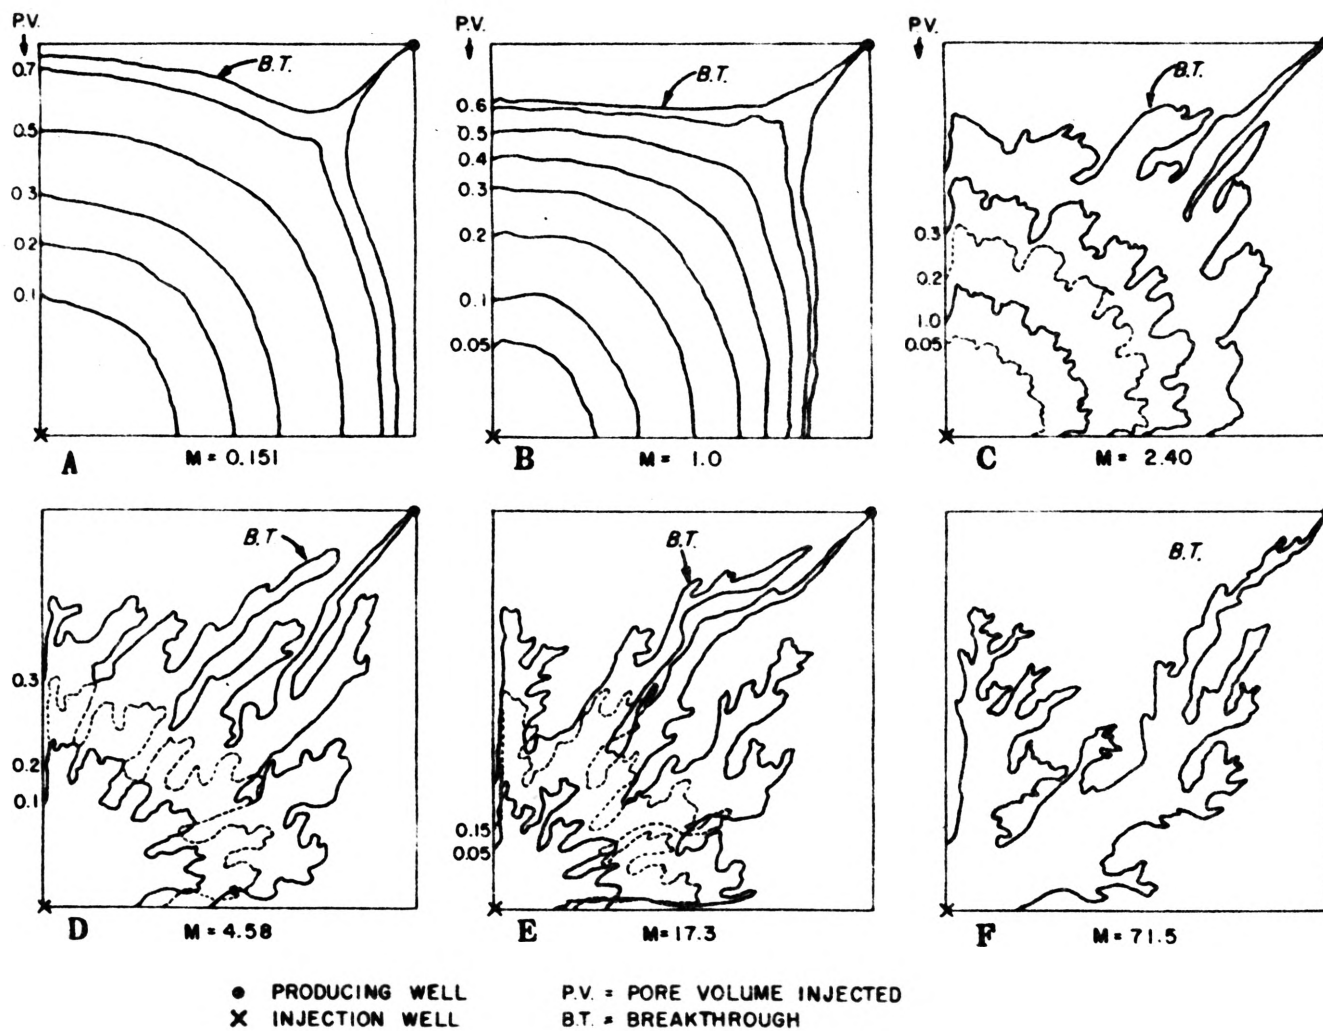 P.V.
0.7
0.5
0.3
0.2
0.1
B.T.
A
M = 0.151
P.V.
0.6
0.5
0.4
0.3
0.2
0.1
0.05
B.T.
B
M = 1.0
P.V.
0.3
0.2
1.0
0.05
B.T.
C
M = 2.40
0.3
0.2
0.1
B.T
D
M = 4.58
0.15
0.05
B.T.
E
M = 17.3
B.T.
F
M = 71.5
● PRODUCING WELL
× INJECTION WELL
P.V. = PORE VOLUME INJECTED
B.T. = BREAKTHROUGH